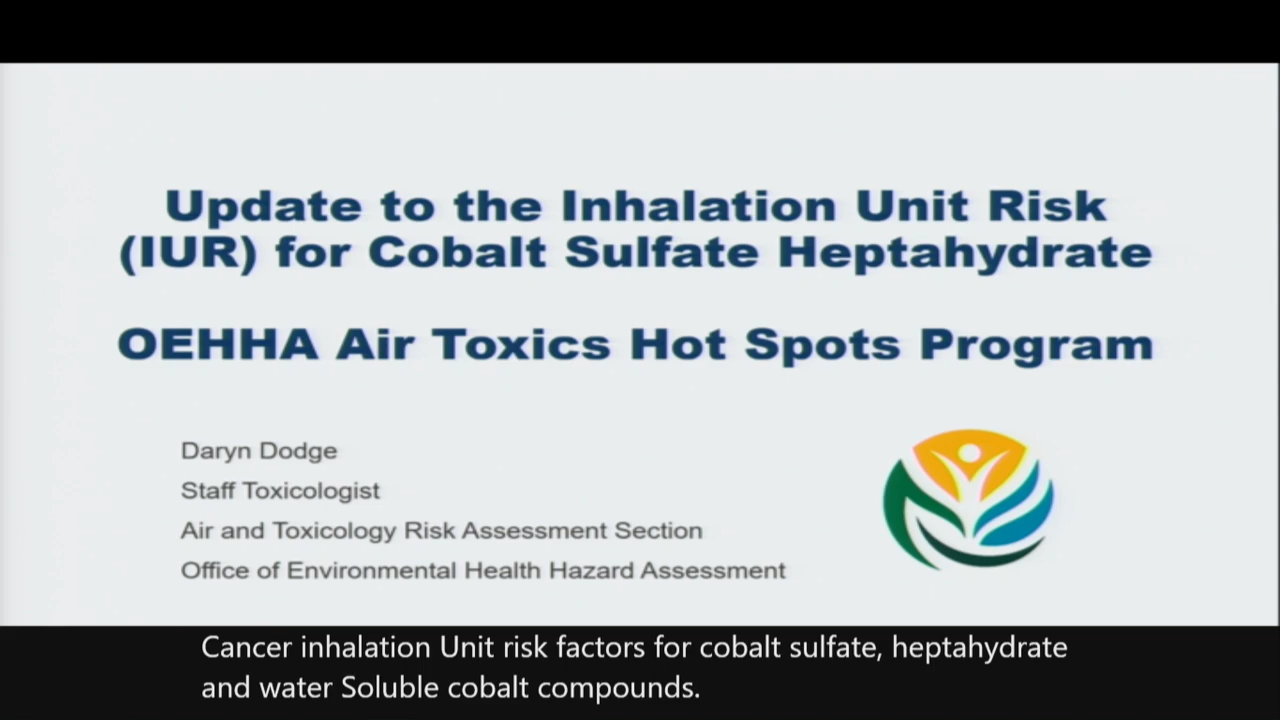 Update to the Inhalation Unit Risk
(IUR) for Cobalt Sulfate Heptahydrate
OEHHA Air Toxics Hot Spots Program
Daryn Dodge
Staff Toxicologist
Air and Toxicology Risk Assessment Section
Office of Environmental Health Hazard Assessment
Cancer inhalation Unit risk factors for cobalt sulfate, heptahydrate
and water Soluble cobalt compounds.